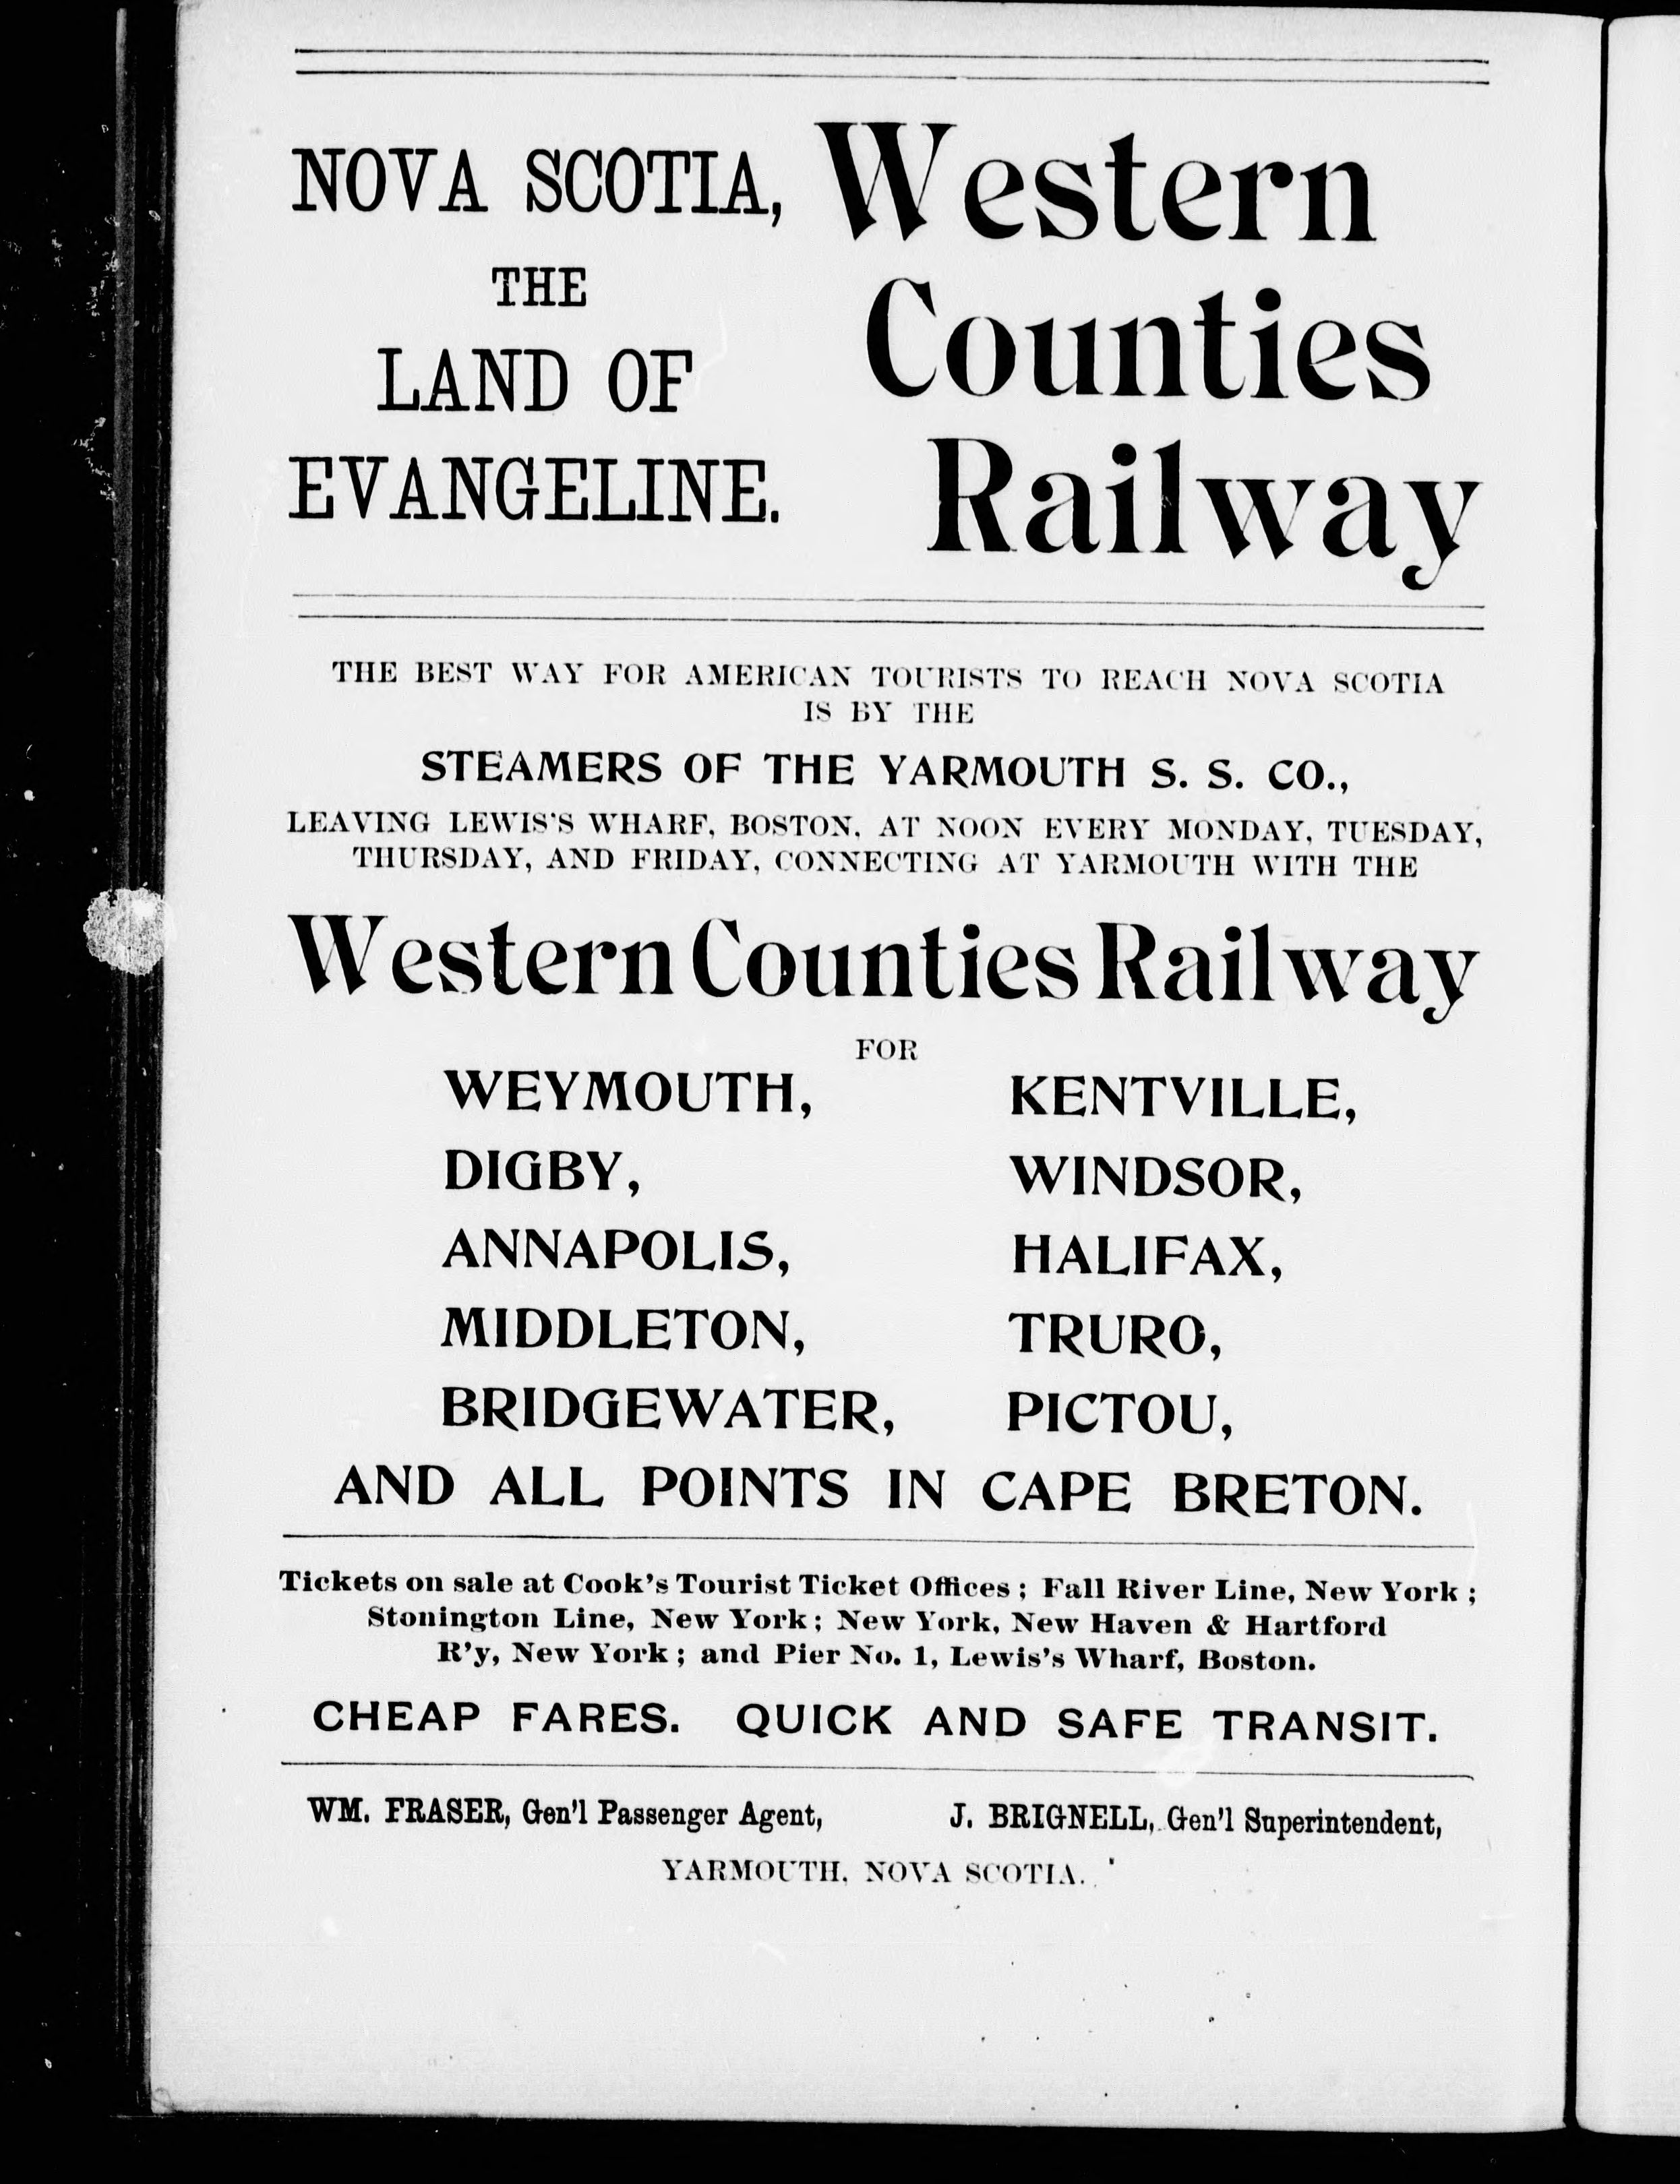 NOVA SCOTIA,
THE
LAND OF
EVANGELINE.
Western
Counties
Railway
THE BEST WAY FOR AMERICAN TOURISTS TO REACH NOVA SCOTIA
IS BY THE
STEAMERS OF THE YARMOUTH S. S. CO.,
LEAVING LEWIS'S WHARF, BOSTON, AT NOON EVERY MONDAY, TUESDAY,
THURSDAY, AND FRIDAY, CONNECTING AT YARMOUTH WITH THE
Western Counties Railway
FOR
WEYMOUTH,
DIGBY,
ANNAPOLIS,
MIDDLETON,
BRIDGEWATER,
KENTVILLE,
WINDSOR,
HALIFAX,
TRURO,
PICTOU,
AND ALL POINTS IN CAPE BRETON.
Tickets on sale at Cook's Tourist Ticket Offices; Fall River Line, New York;
Stonington Line, New York; New York, New Haven & Hartford
R'y, New York; and Pier No. 1, Lewis's Wharf, Boston.
CHEAP FARES. QUICK AND SAFE TRANSIT.
WM. FRASER, Gen'l Passenger Agent,
J. BRIGNELL, Gen'l Superintendent,
YARMOUTH, NOVA SCOTIA.